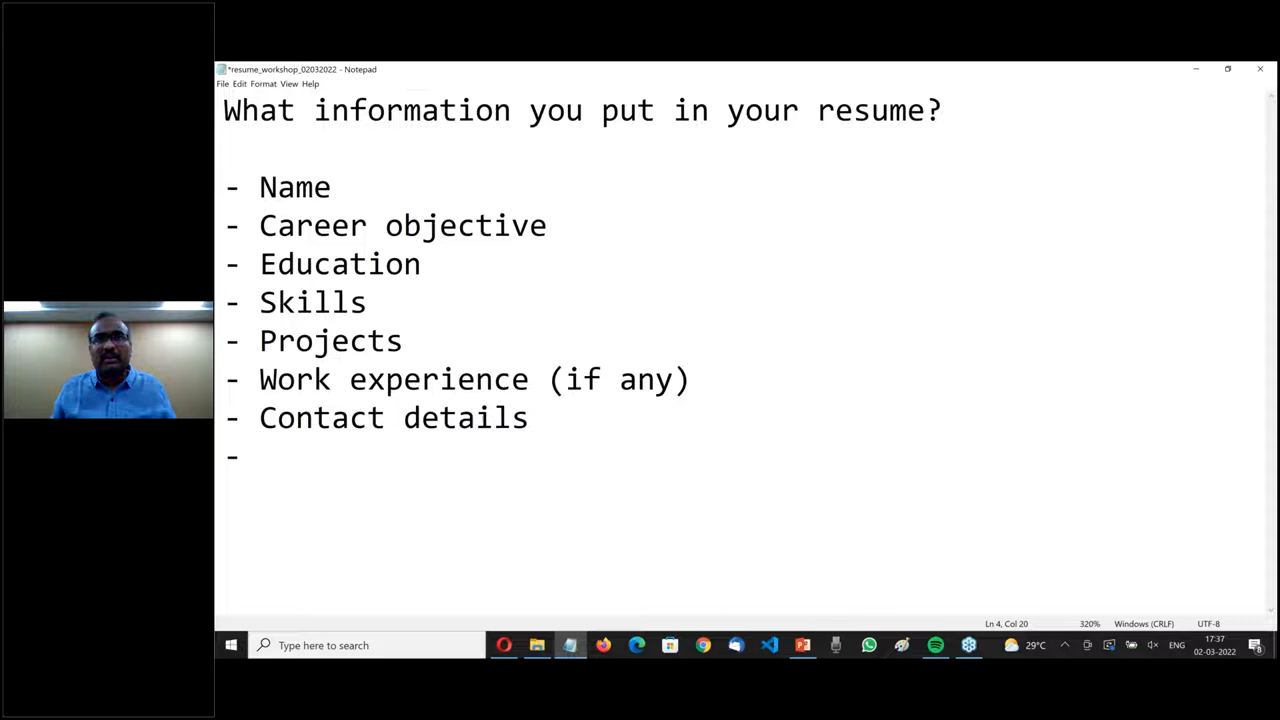 *resume_workshop_02032022 - Notepad
File Edit Format View Help
What information you put in your resume?
- Name
- Career objective
- Education
- Skills
- Projects
- Work experience (if any)
- Contact details
-
Ln 4, Col 20 320% Windows (CRLF) UTF-8
Type here to search
29°C ENG
17:37
02-03-2022
8